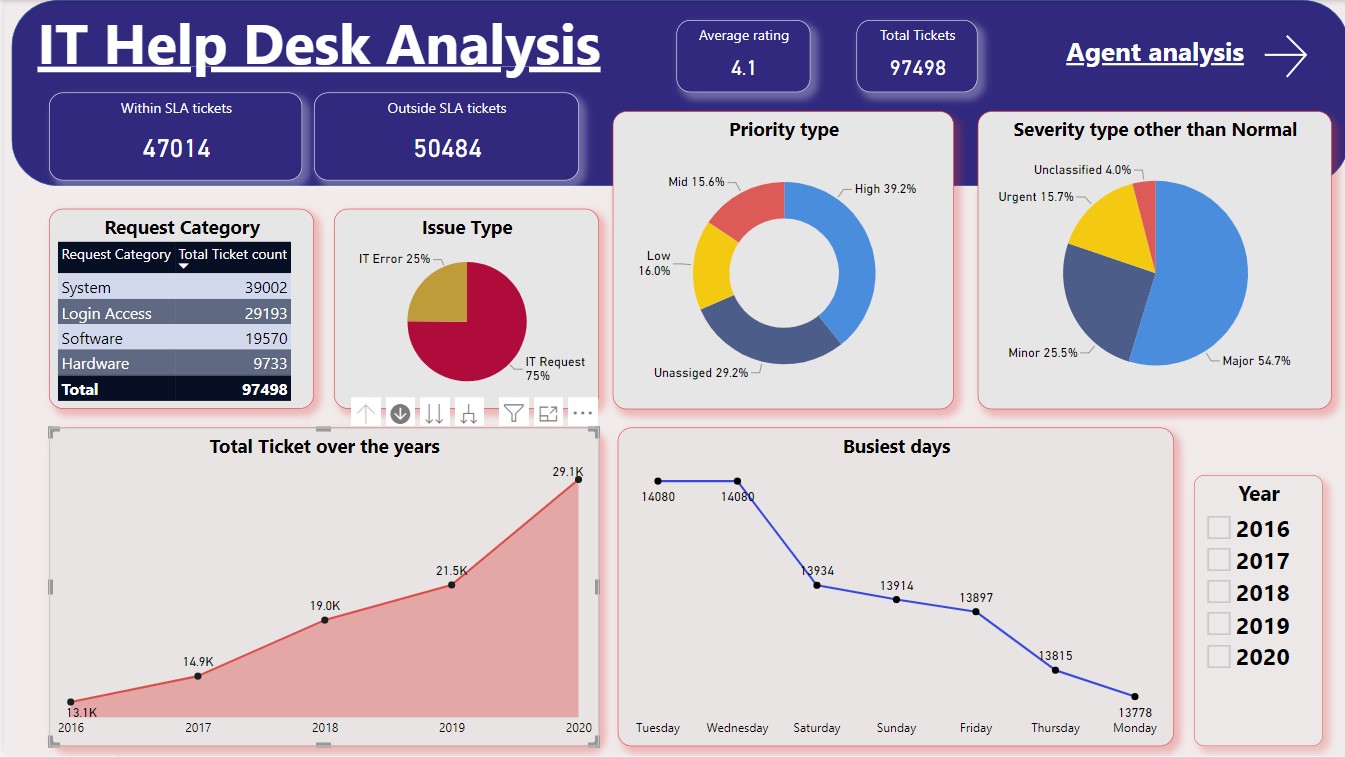 IT Help Desk Analysis
Average rating
4.1
Total Tickets
97498
Agent analysis
Within SLA tickets
47014
Outside SLA tickets
50484
Request Category
Request Category Total Ticket count
System 39002
Login Access 29193
Software 19570
Hardware 9733
Total 97498
Issue Type
IT Error 25%
IT Request
75%
Priority type
Mid 15.6%
High 39.2%
Low
16.0%
Unassiged 29.2%
Severity type other than Normal
Unclassified 4.0%
Urgent 15.7%
Minor 25.5%
Major 54.7%
Total Ticket over the years
29.1K
21.5K
19.0K
14.9K
13.1K
2016 2017 2018 2019 2020
Busiest days
14080 14080
13934
13914
13897
13815
13778
Tuesday Wednesday Saturday Sunday Friday Thursday Monday
Year
2016
2017
2018
2019
2020